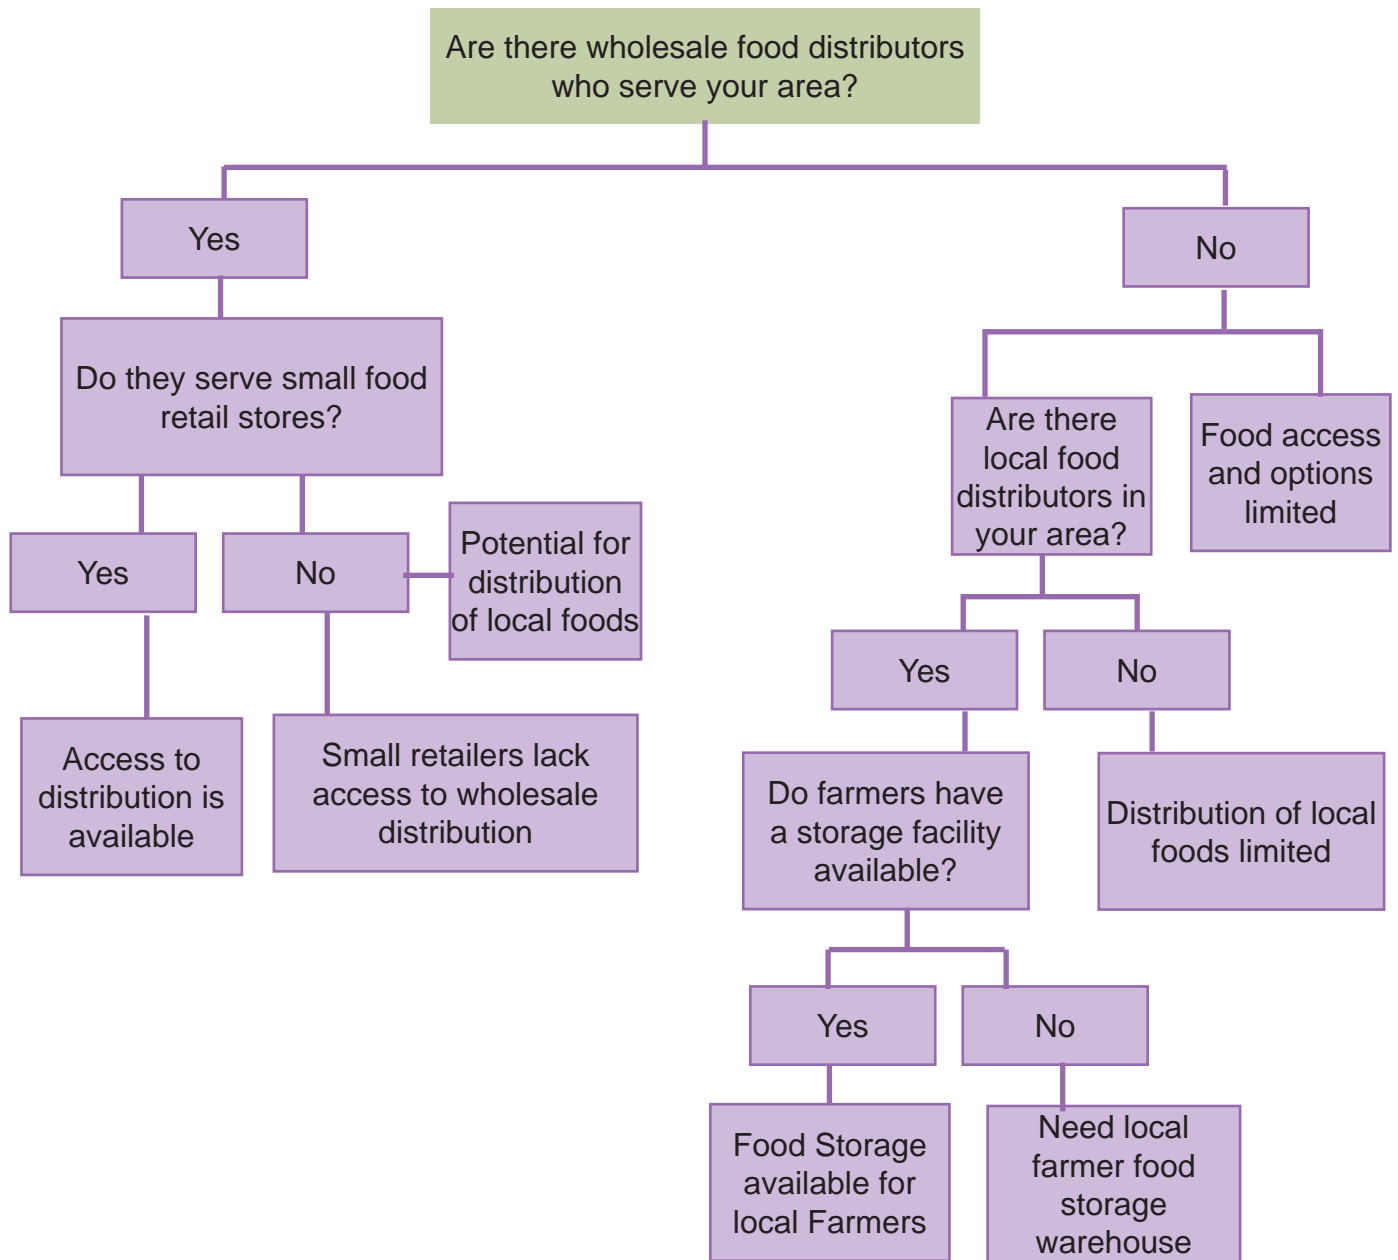 Are there wholesale food distributors
who serve your area?
Yes
No
Do they serve small food
retail stores?
Are there
local food
distributors in
your area?
Food access
and options
limited
Yes
No
Potential for
distribution
of local foods
Yes
No
Access to
distribution is
available
Small retailers lack
access to wholesale
distribution
Do farmers have
a storage facility
available?
Distribution of local
foods limited
Yes
No
Food Storage
available for
local Farmers
Need local
farmer food
storage
warehouse